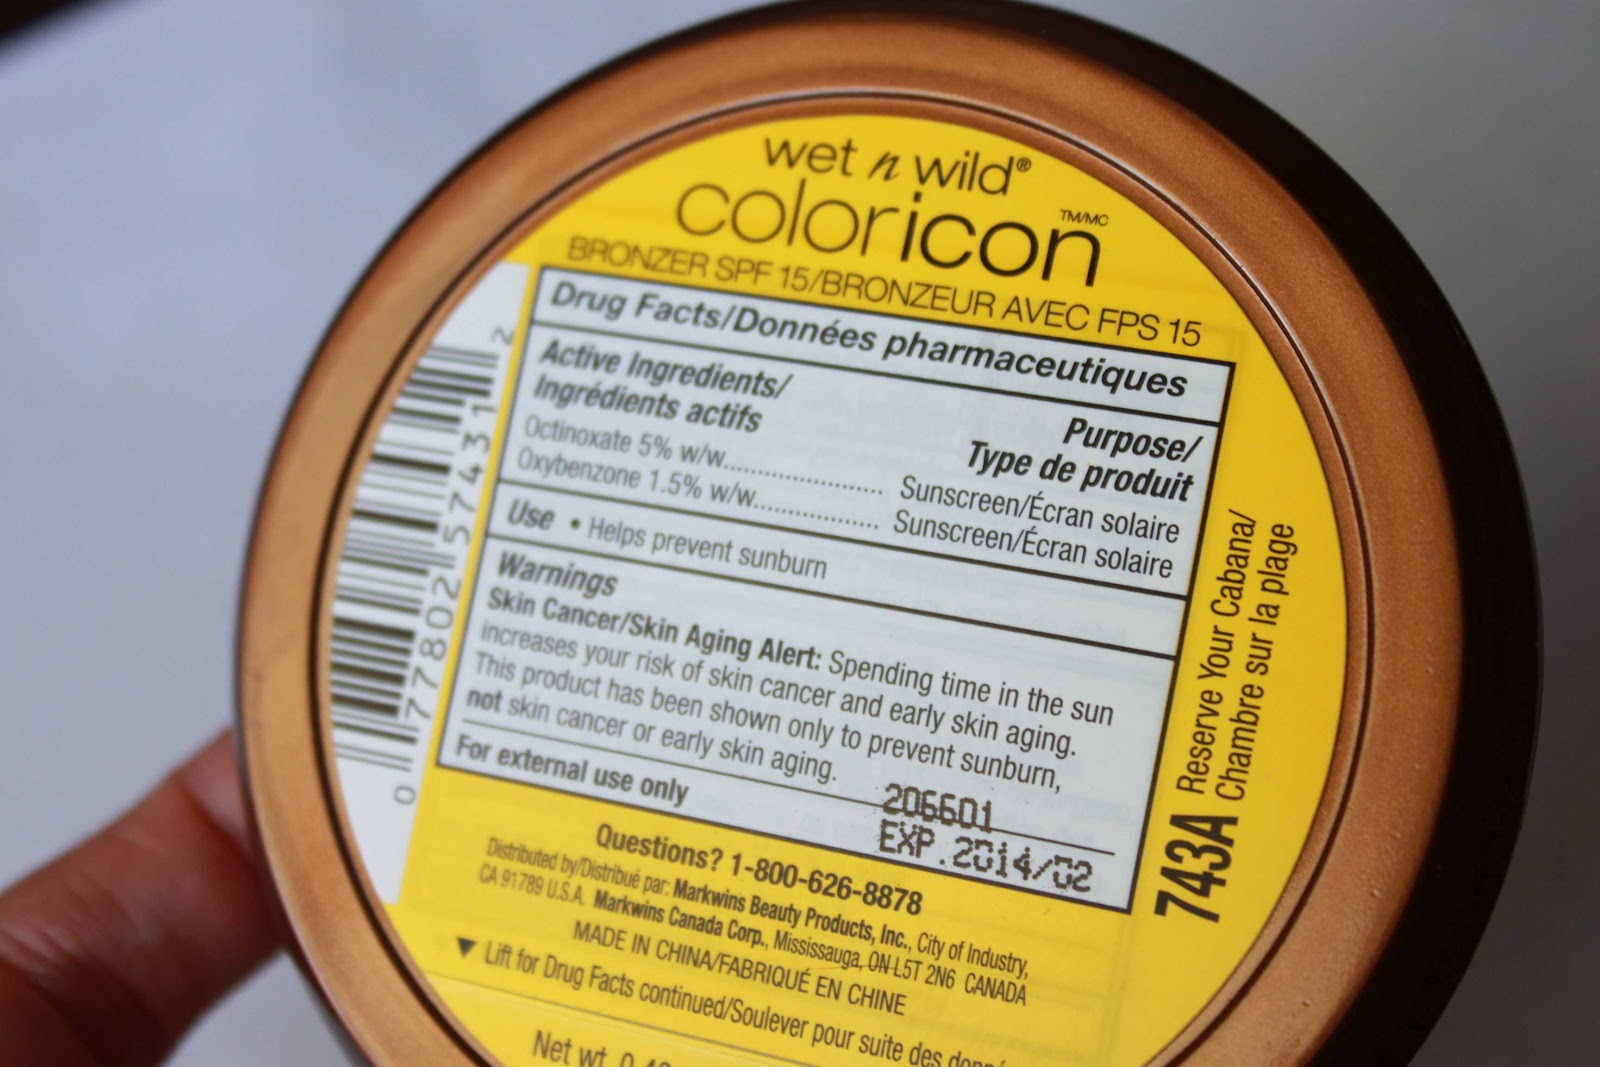 wet n wild®
coloricon TM/MC
BRONZER SPF 15/BRONZEUR AVEC FPS 15
Drug Facts/Données pharmaceutiques
Active Ingredients/
Ingrédients actifs
Purpose/
Type de produit
Octinoxate 5% w/w.................... Sunscreen/Écran solaire
Oxybenzone 1.5% w/w................ Sunscreen/Écran solaire
Use • Helps prevent sunburn
Warnings
Skin Cancer/Skin Aging Alert: Spending time in the sun
increases your risk of skin cancer and early skin aging.
This product has been shown only to prevent sunburn,
not skin cancer or early skin aging.
For external use only
206601
EXP.2014/02
Questions? 1-800-626-8878
Distributed by/Distribué par: Markwins Beauty Products, Inc., City of Industry,
CA 91789 U.S.A. Markwins Canada Corp., Mississauga, ON L5T 2N6 CANADA
MADE IN CHINA/FABRIQUÉ EN CHINE
▼ Lift for Drug Facts continued/Soulever pour suite des
Net wt.
743A Reserve Your Cabana/
Chambre sur la plage
0 77802 57431 2